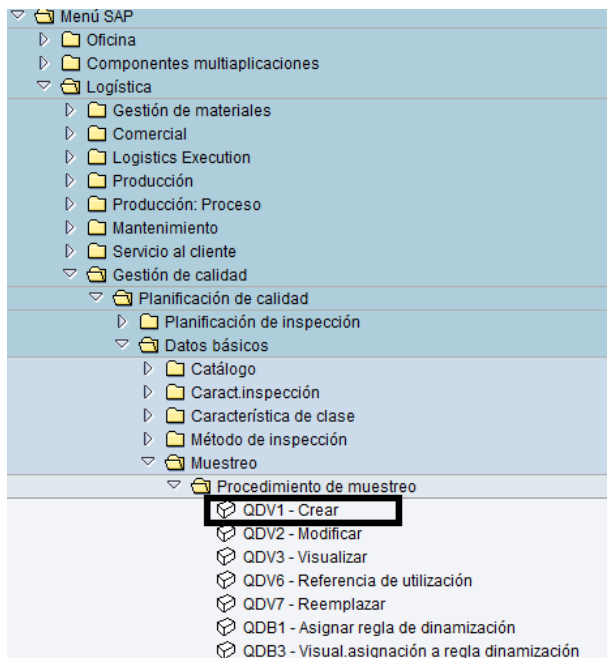 Menú SAP
Oficina
Componentes multiaplicaciones
Logística
Gestión de materiales
Comercial
Logistics Execution
Producción
Producción: Proceso
Mantenimiento
Servicio al cliente
Gestión de calidad
Planificación de calidad
Planificación de inspección
Datos básicos
Catálogo
Caract.inspección
Característica de clase
Método de inspección
Muestreo
Procedimiento de muestreo
QDV1 - Crear
QDV2 - Modificar
QDV3 - Visualizar
QDV6 - Referencia de utilización
QDV7 - Reemplazar
QDB1 - Asignar regla de dinamización
QDB3 - Visual.asignación a regla dinamización